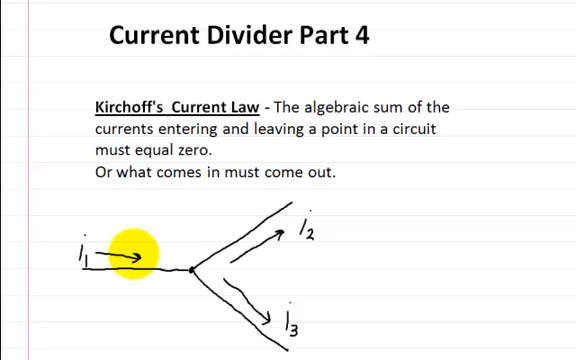 Current Divider Part 4
Kirchoff's Current Law - The algebraic sum of the
currents entering and leaving a point in a circuit
must equal zero.
Or what comes in must come out.
i2
i1
i3